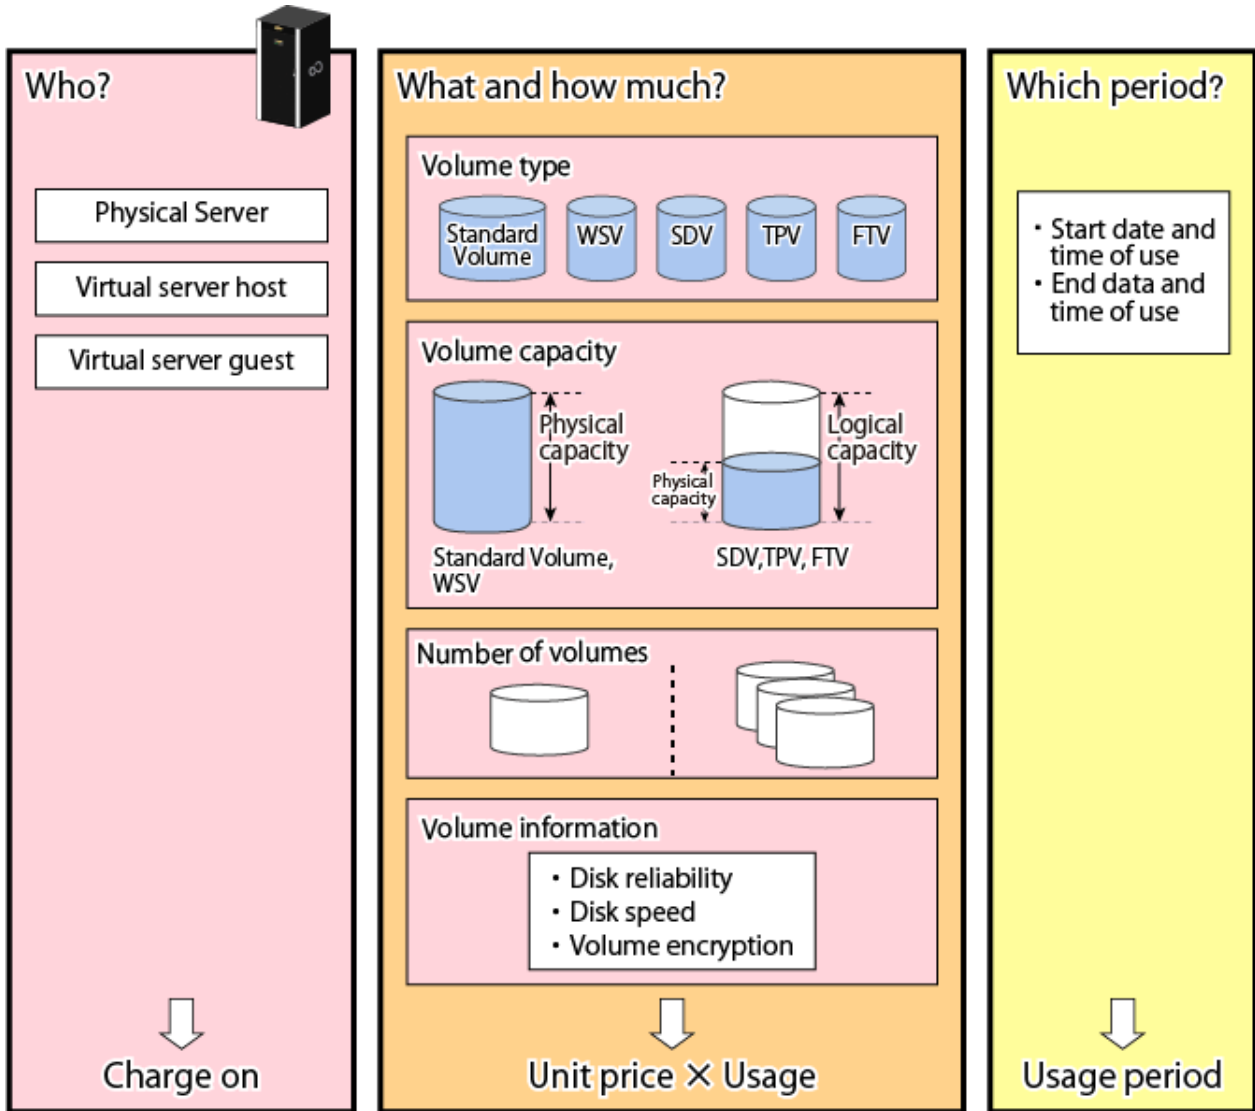 Who?
Physical Server
Virtual server host
Virtual server guest
Charge on
What and how much?
Volume type
Standard
Volume
WSV
SDV
TPV
FTV
Volume capacity
Physical
capacity
Standard Volume,
WSV
Logical
capacity
Physical
capacity
SDV,TPV, FTV
Number of volumes
Volume information
・Disk reliability
・Disk speed
・Volume encryption
Unit price × Usage
Which period?
・Start date and
time of use
・End data and
time of use
Usage period